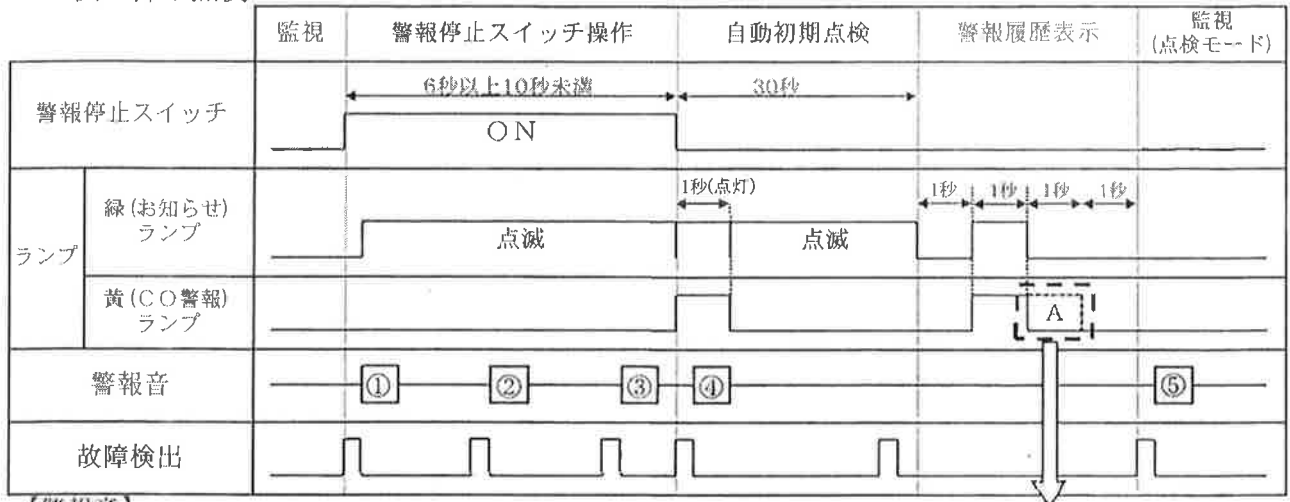 監視 警報停止スイッチ操作 自動初期点検 警報履歴表示 監視
(点検モード)
警報停止スイッチ 6秒以上10秒未満 30秒
ON
ランプ 緑(お知らせ)
ランプ 点滅 1秒(点灯) 点滅 1秒 1秒 1秒 1秒
黄(CO警報)
ランプ A
警報音 ① ② ③ ④ ⑤
故障検出